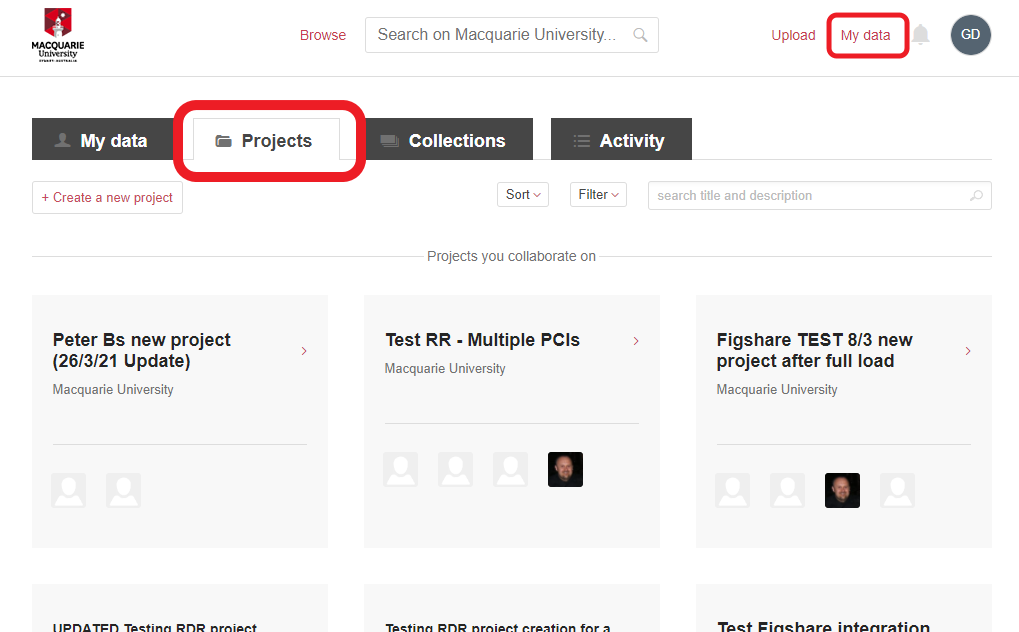 MACQUARIE
University
SYDNEY·AUSTRALIA
Browse
Search on Macquarie University...
Upload
My data
GD
My data
Projects
Collections
Activity
+ Create a new project
Sort
Filter
search title and description
Projects you collaborate on
Peter Bs new project
(26/3/21 Update)
Macquarie University
Test RR - Multiple PCIs
Macquarie University
Figshare TEST 8/3 new
project after full load
Macquarie University
UPDATED Testing RDR project
Testing RDR project creation for a
Test Figshare integration